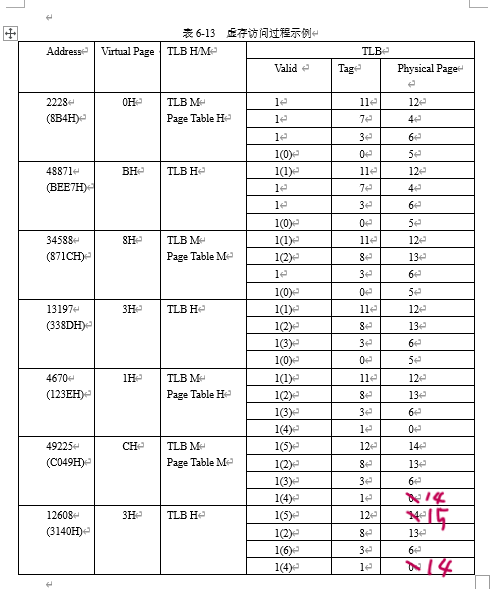 表 6-13 虚存访问过程示例
Address Virtual Page TLB H/M TLB
Valid Tag Physical Page
2228 0H TLB M 1 11 12
(8B4H) Page Table H 1 7 4
1 3 6
1(0) 0 5
48871 BH TLB H 1(1) 11 12
(BEE7H) 1 7 4
1 3 6
1(0) 0 5
34588 8H TLB M 1(1) 11 12
(871CH) Page Table M 1(2) 8 13
1 3 6
1(0) 0 5
13197 3H TLB H 1(1) 11 12
(338DH) 1(2) 8 13
1(3) 3 6
1(0) 0 5
4670 1H TLB M 1(1) 11 12
(123EH) Page Table H 1(2) 8 13
1(3) 3 6
1(4) 1 0
49225 CH TLB M 1(5) 12 14
(C049H) Page Table M 1(2) 8 13
1(3) 3 6
1(4) 1 0 14
12608 3H TLB H 1(5) 12 14 15
(3140H) 1(2) 8 13
1(6) 3 6
1(4) 1 0 14